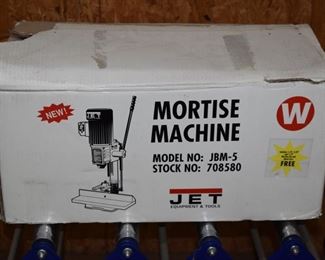 NEW!
MORTISE
MACHINE
MODEL NO: JBM-5
STOCK NO: 708580
W
FREE
JET
EQUIPMENT & TOOLS